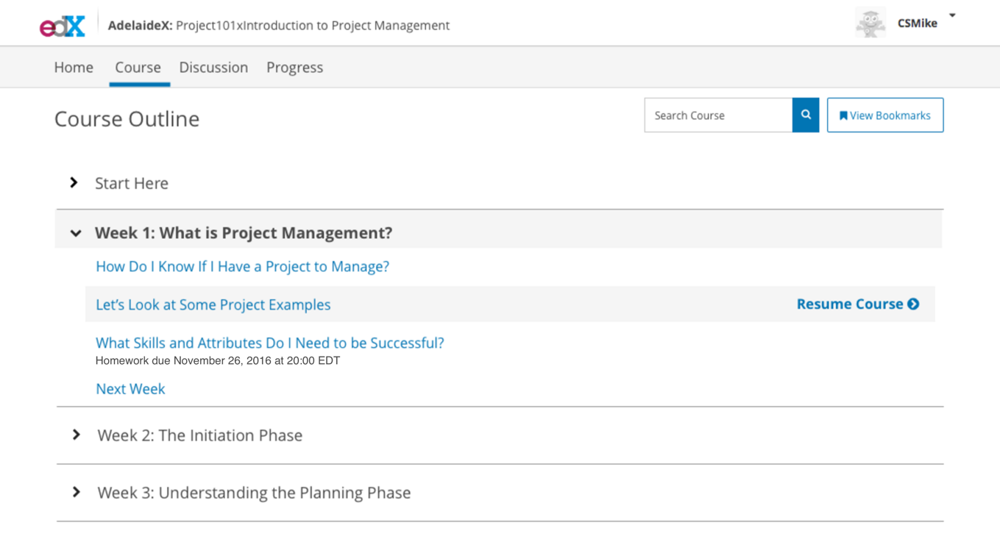 edX
AdelaideX: Project101xIntroduction to Project Management
CSMike
Home Course Discussion Progress
Course Outline
Search Course
View Bookmarks
Start Here
Week 1: What is Project Management?
How Do I Know If I Have a Project to Manage?
Let’s Look at Some Project Examples
Resume Course
What Skills and Attributes Do I Need to be Successful?
Homework due November 26, 2016 at 20:00 EDT
Next Week
Week 2: The Initiation Phase
Week 3: Understanding the Planning Phase